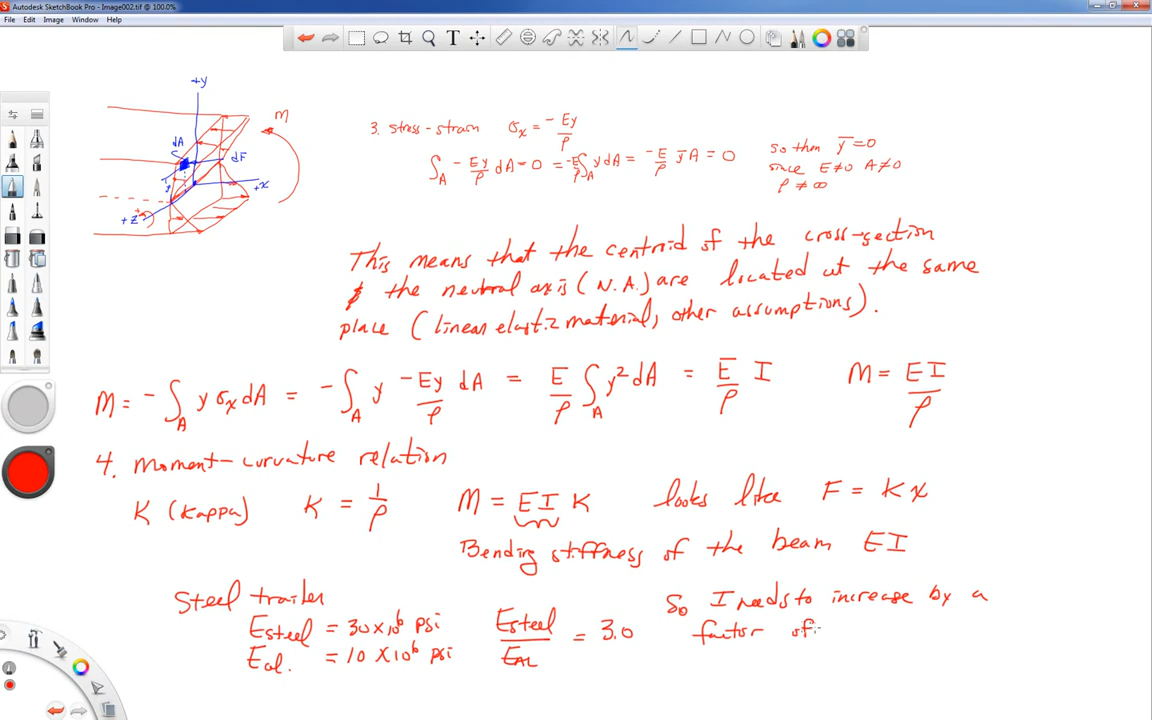 Autodesk SketchBook Pro - Image002.tif @ 100.0%
File Edit Image Window Help
T
+y
M
dA
dF
y
+x
+z
3. stress-strain σx = -Ey/ρ
∫A -Ey/ρ dA = 0 = -E/ρ ∫A y dA = -E/ρ ȳ A = 0
So then ȳ = 0
since E ≠ 0 A ≠ 0
ρ ≠ ∞
This means that the centroid of the cross-section
& the neutral axis (N.A.) are located at the same
place (linear elastic material, other assumptions).
M = -∫A y σx dA = -∫A y -Ey/ρ dA = E/ρ ∫A y² dA = E/ρ I M = EI/ρ
4. moment-curvature relation
K (kappa) K = 1/ρ M = EI K looks like F = Kx
Bending stiffness of the beam EI
Steel trailer
Esteel = 30 x 10⁶ psi
Eal. = 10 x 10⁶ psi
Esteel/EAL = 3.0
So I needs to increase by a
factor of